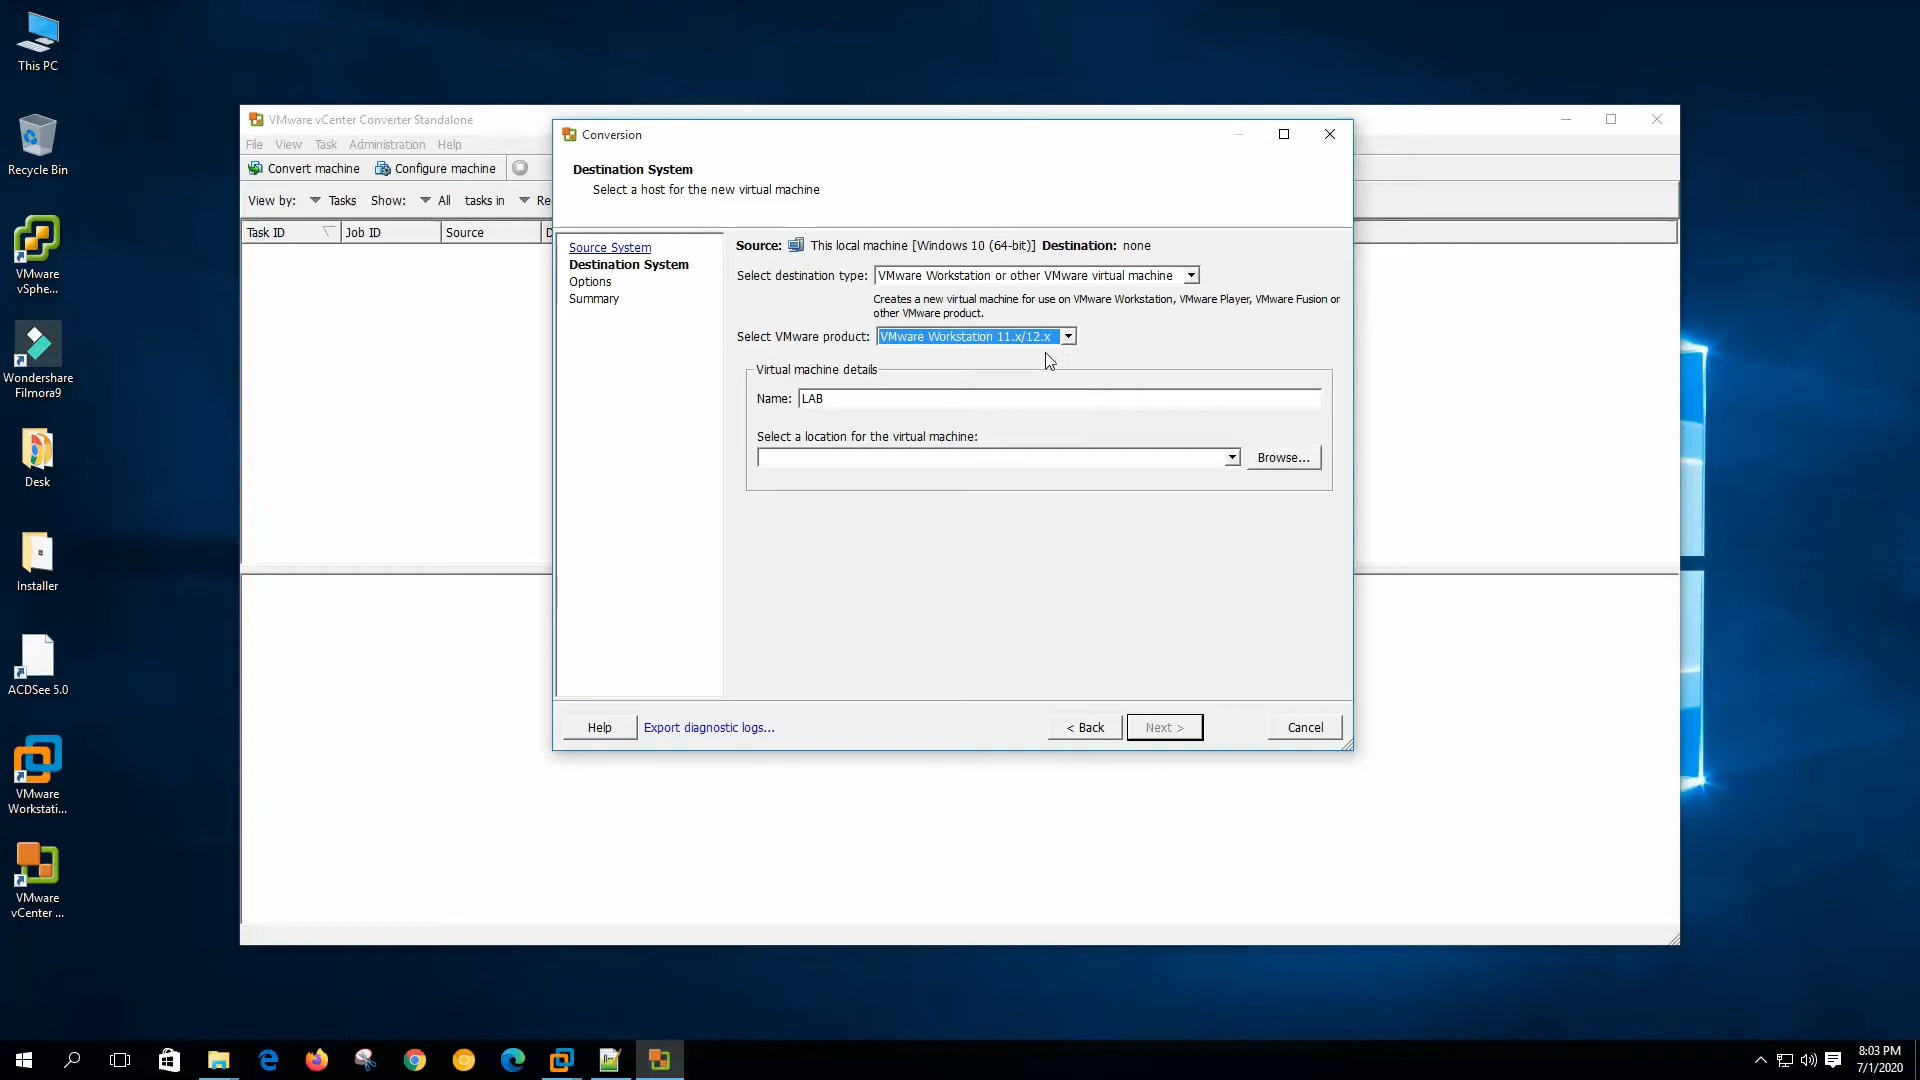 This PC
Recycle Bin
VMware
vSphe...
Wondershare
Filmora9
Desk
Installer
ACDSee 5.0
VMware
Workstati...
VMware
vCenter ...
VMware vCenter Converter Standalone
File View Task Administration Help
Convert machine Configure machine
View by: Tasks Show: All tasks in Re
Task ID Job ID Source D
Conversion
Destination System
Select a host for the new virtual machine
Source System
Destination System
Options
Summary
Source: This local machine [Windows 10 (64-bit)] Destination: none
Select destination type: VMware Workstation or other VMware virtual machine
Creates a new virtual machine for use on VMware Workstation, VMware Player, VMware Fusion or
other VMware product.
Select VMware product: VMware Workstation 11.x/12.x
Virtual machine details
Name: LAB
Select a location for the virtual machine:
Browse...
Help Export diagnostic logs... < Back Next > Cancel
8:03 PM
7/1/2020